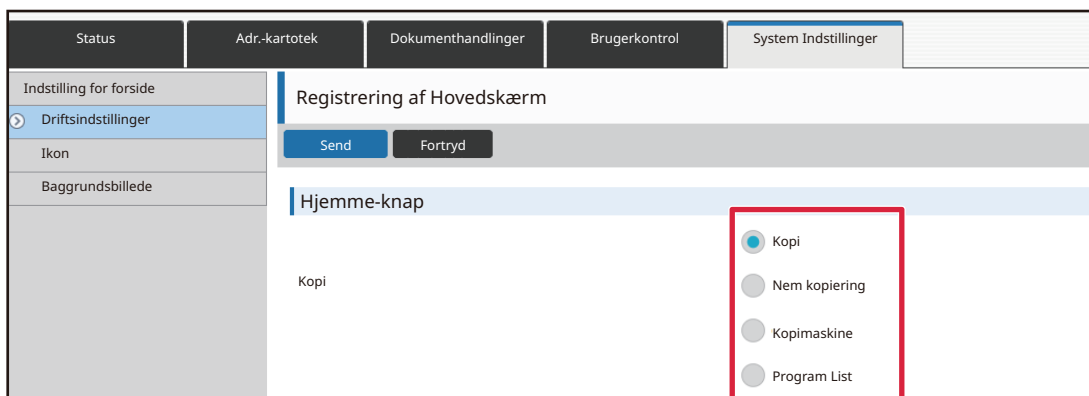 Status
Adr.-kartotek
Dokumenthandlinger
Brugerkontrol
System Indstillinger
Indstilling for forside
Driftsindstillinger
Ikon
Baggrundsbillede
Registrering af Hovedskærm
Send
Fortryd
Hjemme-knap
Kopi
Kopi
Nem kopiering
Kopimaskine
Program List